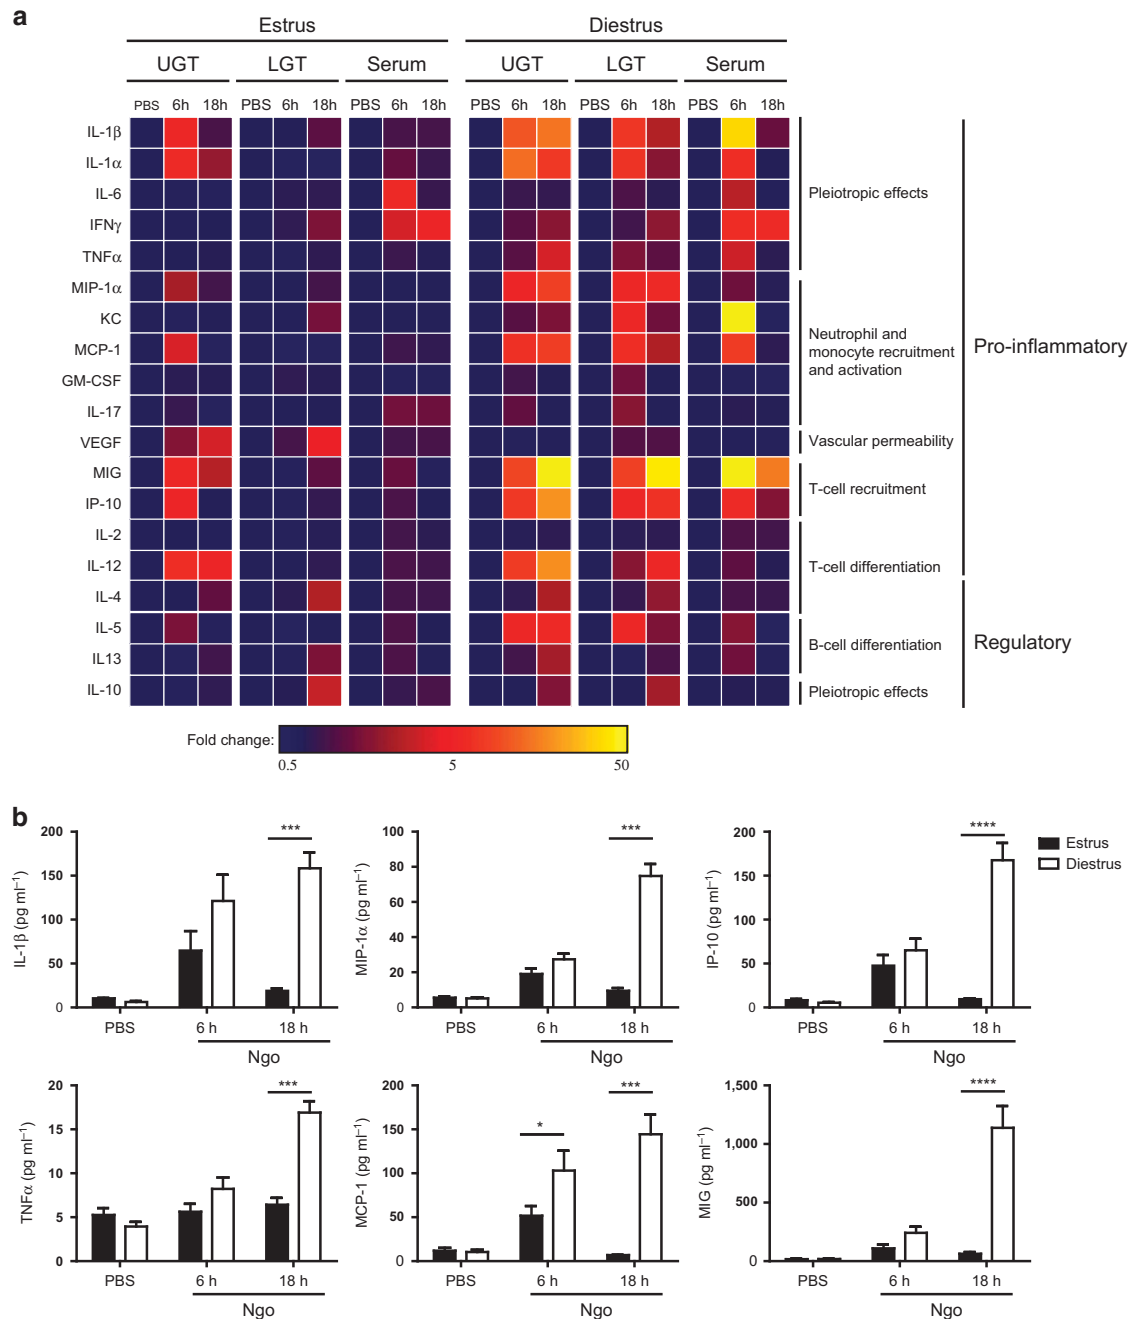 a
Estrus Diestrus
UGT LGT Serum UGT LGT Serum
PBS 6h 18h PBS 6h 18h PBS 6h 18h PBS 6h 18h PBS 6h 18h PBS 6h 18h
IL-1β
IL-1α
IL-6
IFNγ
TNFα
MIP-1α
KC
MCP-1
GM-CSF
IL-17
VEGF
MIG
IP-10
IL-2
IL-12
IL-4
IL-5
IL13
IL-10
Pleiotropic effects
Neutrophil and
monocyte recruitment
and activation
Vascular permeability
T-cell recruitment
T-cell differentiation
B-cell differentiation
Pleiotropic effects
Pro-inflammatory
Regulatory
Fold change:
0.5 5 50
b
IL-1β (pg ml⁻¹)
200
150
100
50
0
***
PBS 6 h 18 h
Ngo
MIP-1α (pg ml⁻¹)
100
80
60
40
20
0
***
PBS 6 h 18 h
Ngo
IP-10 (pg ml⁻¹)
200
150
100
50
0
****
PBS 6 h 18 h
Ngo
Estrus
Diestrus
TNFα (pg ml⁻¹)
20
15
10
5
0
***
PBS 6 h 18 h
Ngo
MCP-1 (pg ml⁻¹)
200
150
100
50
0
* ***
PBS 6 h 18 h
Ngo
MIG (pg ml⁻¹)
1,500
1,000
500
0
****
PBS 6 h 18 h
Ngo